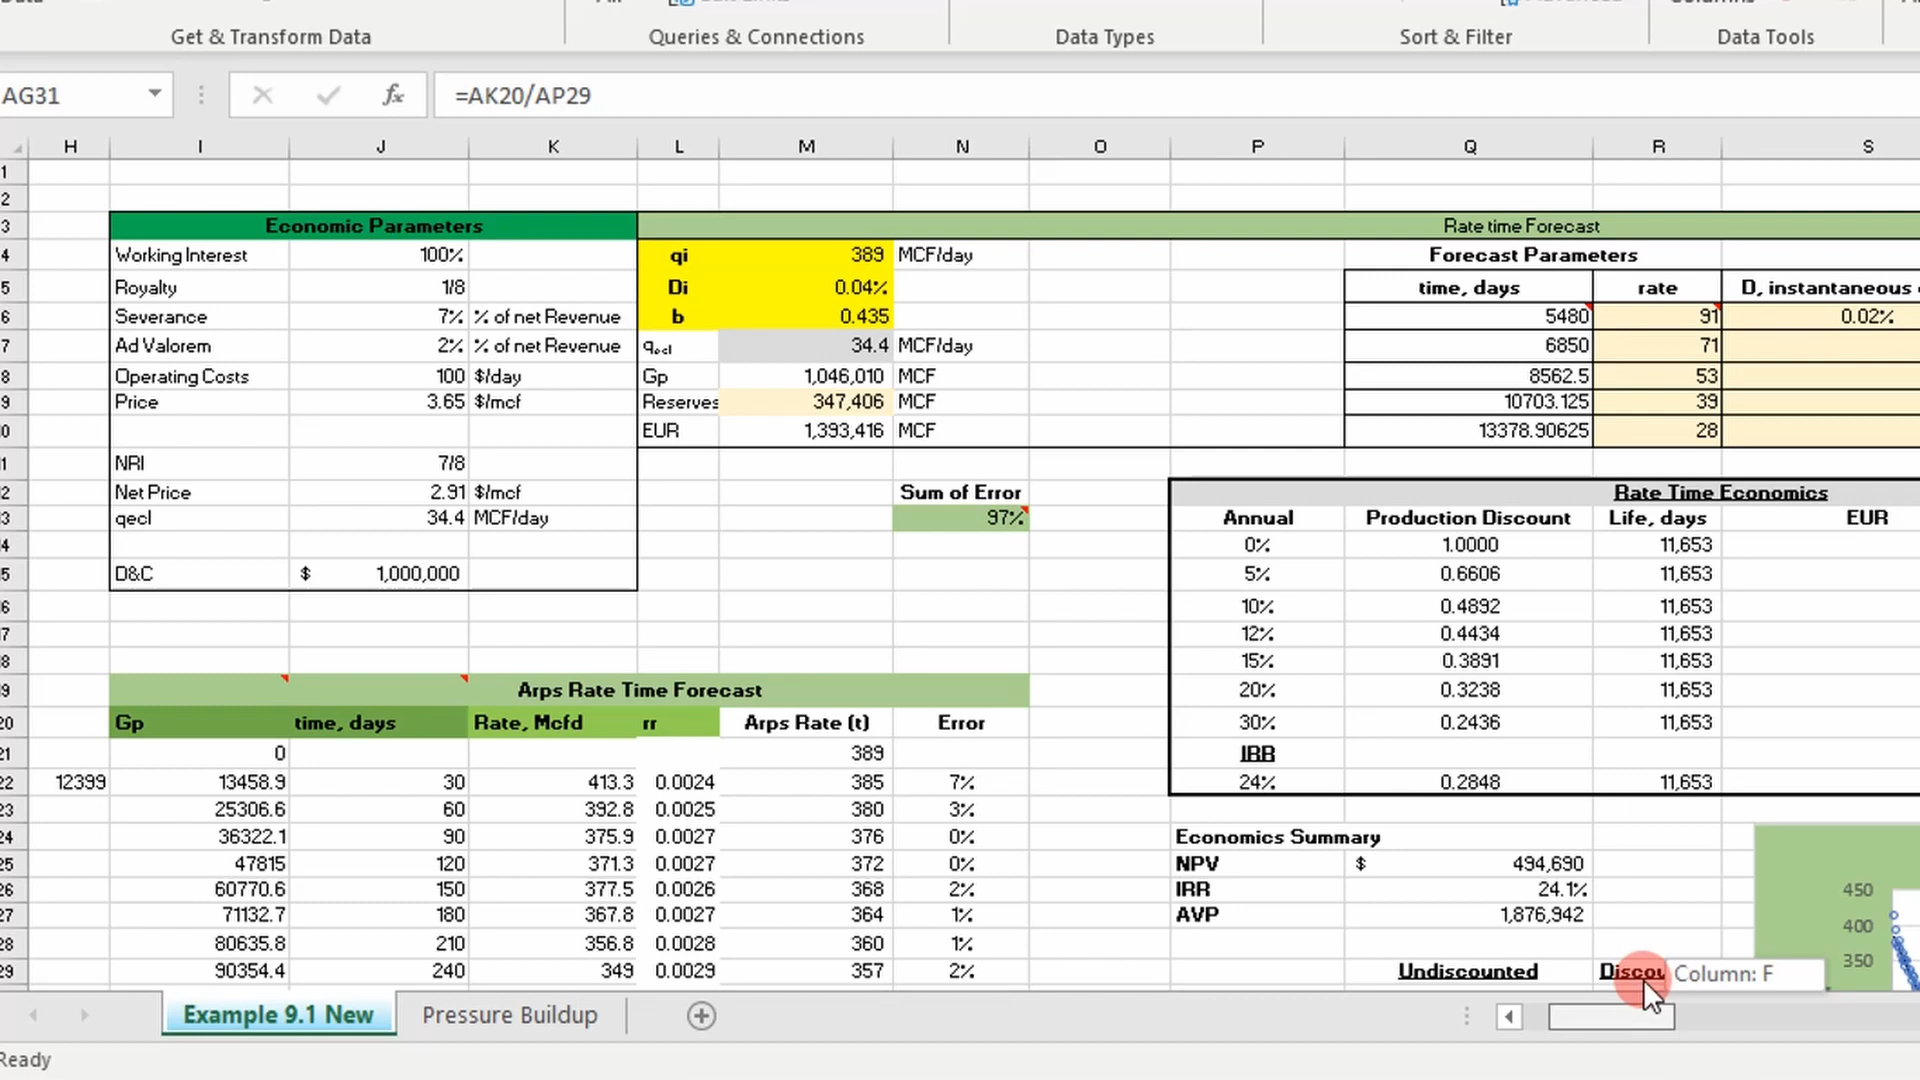 Get & Transform Data Queries & Connections Data Types Sort & Filter Data Tools
AG31 fx =AK20/AP29
H I J K L M N O P Q R S
1
2
3 Economic Parameters Rate time Forecast
4 Working Interest 100% qi 389 MCF/day Forecast Parameters
5 Royalty 1/8 Di 0.04% time, days rate D, instantaneous
6 Severance 7% % of net Revenue b 0.435 5480 91 0.02%
7 Ad Valorem 2% % of net Revenue qecl 34.4 MCF/day 6850 71
8 Operating Costs 100 $/day Gp 1,046,010 MCF 8562.5 53
9 Price 3.65 $/mcf Reserves 347,406 MCF 10703.125 39
10 EUR 1,393,416 MCF 13378.90625 28
11 NRI 7/8
12 Net Price 2.91 $/mcf Sum of Error Rate Time Economics
13 qecl 34.4 MCF/day 97% Annual Production Discount Life, days EUR
14 0% 1.0000 11,653
15 D&C $ 1,000,000 5% 0.6606 11,653
16 10% 0.4892 11,653
17 12% 0.4434 11,653
18 15% 0.3891 11,653
19 Arps Rate Time Forecast 20% 0.3238 11,653
20 Gp time, days Rate, Mcfd rr Arps Rate (t) Error 30% 0.2436 11,653
21 0 389 IRR
22 12399 13458.9 30 413.3 0.0024 385 7% 24% 0.2848 11,653
23 25306.6 60 392.8 0.0025 380 3%
24 36322.1 90 375.9 0.0027 376 0% Economics Summary
25 47815 120 371.3 0.0027 372 0% NPV $ 494,690
26 60770.6 150 377.5 0.0026 368 2% IRR 24.1% 450
27 71132.7 180 367.8 0.0027 364 1% AVP 1,876,942 400
28 80635.8 210 356.8 0.0028 360 1% 350
29 90354.4 240 349 0.0029 357 2% Undiscounted Discou Column: F
Example 9.1 New Pressure Buildup
Ready